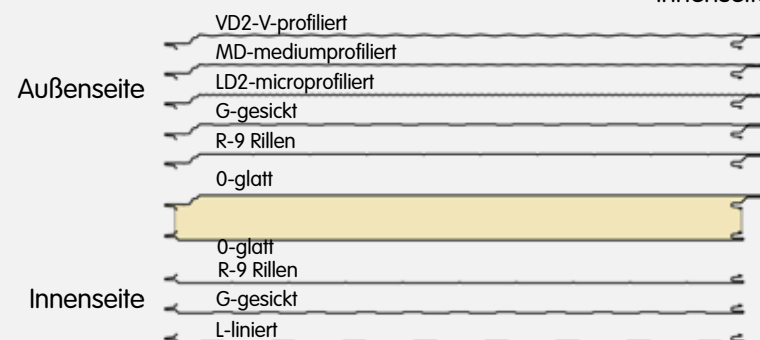 VD2-V-profiliert
MD-mediumprofiliert
Außenseite
LD2-microprofiliert
G-gesickt
R-9 Rillen
0-glatt
0-glatt
R-9 Rillen
Innenseite
G-gesickt
L-liniert